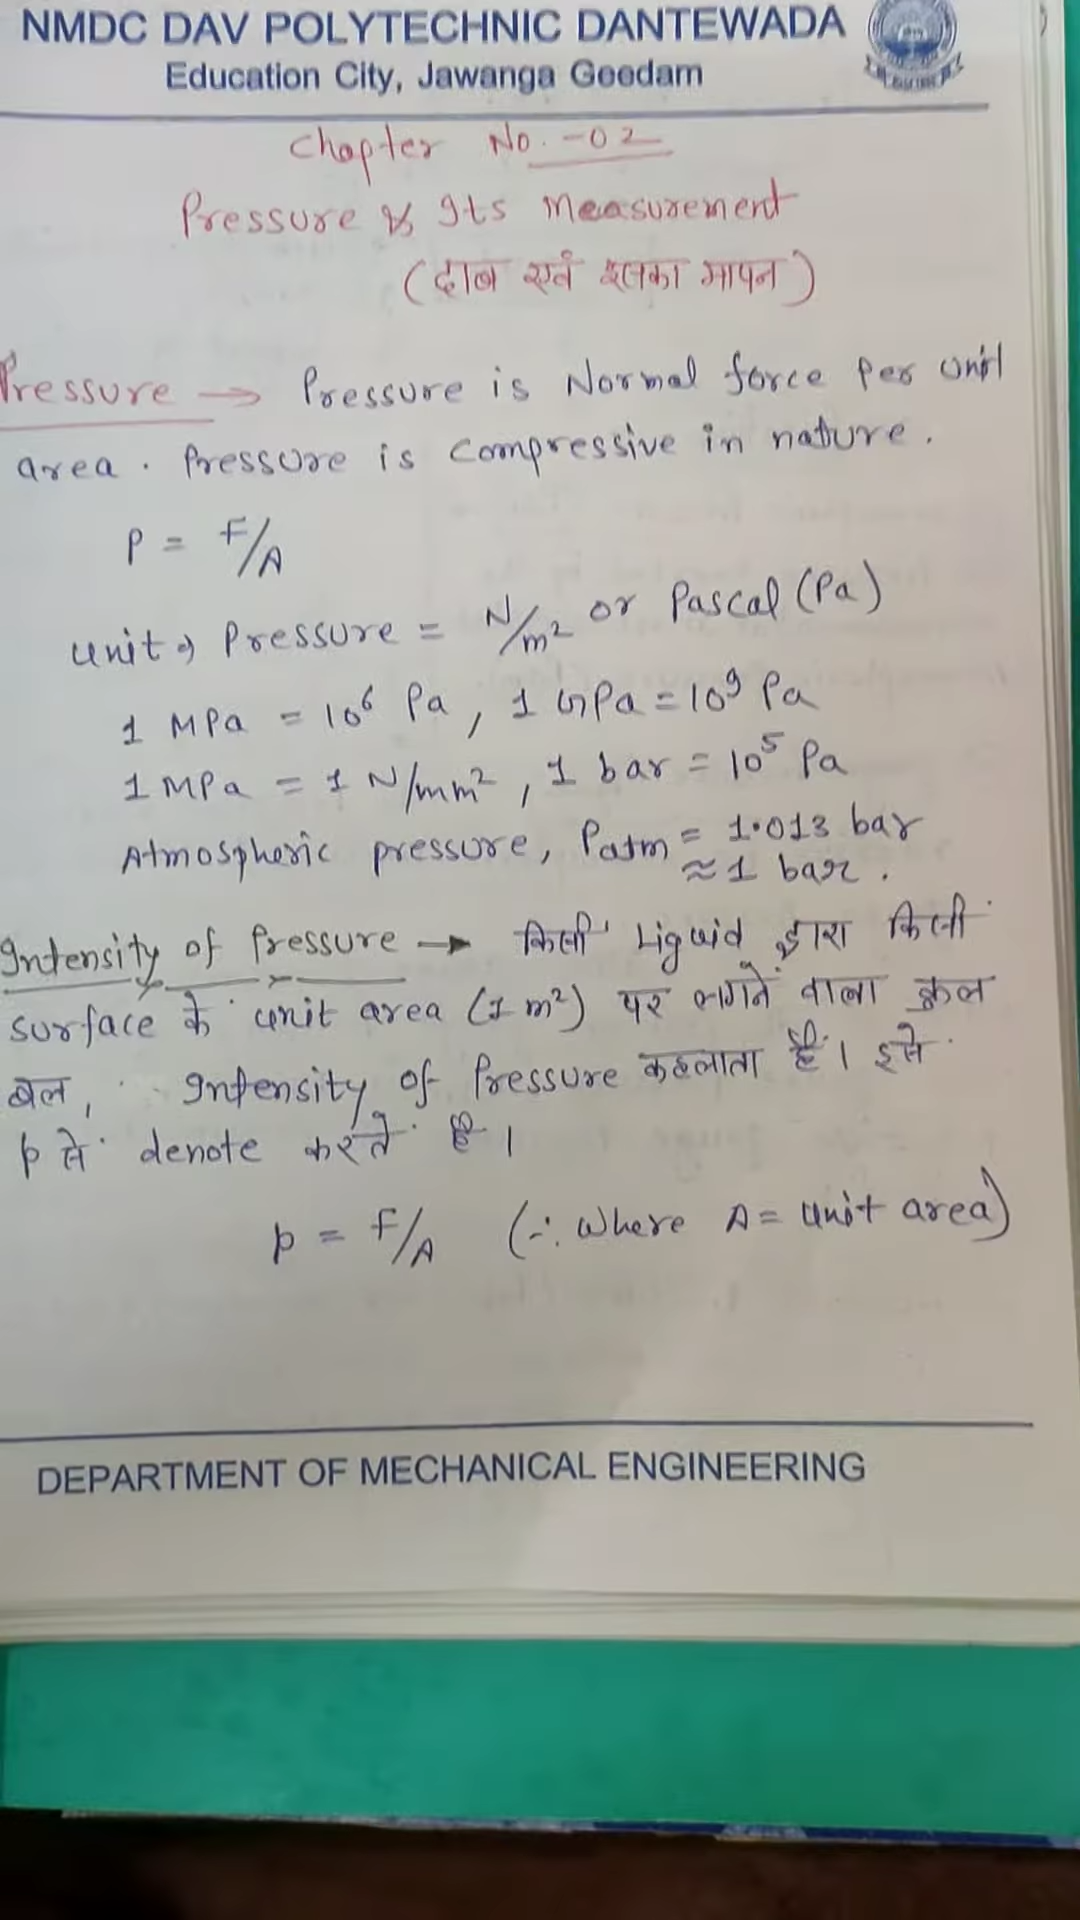 NMDC DAV POLYTECHNIC DANTEWADA
Education City, Jawanga Geedam
Chapter No. - 02
Pressure & Its Measurement
(दाब एवं इसका मापन)
Pressure → Pressure is Normal force per unit
area. Pressure is compressive in nature.
P = F/A
Unit → Pressure = N/m² or Pascal (Pa)
1 MPa = 10⁶ Pa, 1 GPa = 10⁹ Pa
1 MPa = 1 N/mm², 1 bar = 10⁵ Pa
Atmospheric pressure, Patm = 1.013 bar
≈ 1 bar.
Intensity of Pressure → किसी Liquid द्वारा किसी
surface के unit area (1 m²) पर लगने वाला कुल
बल, Intensity of Pressure कहलाता है। इसे
p से denote करते है।
p = F/A (∵ where A = unit area)
DEPARTMENT OF MECHANICAL ENGINEERING